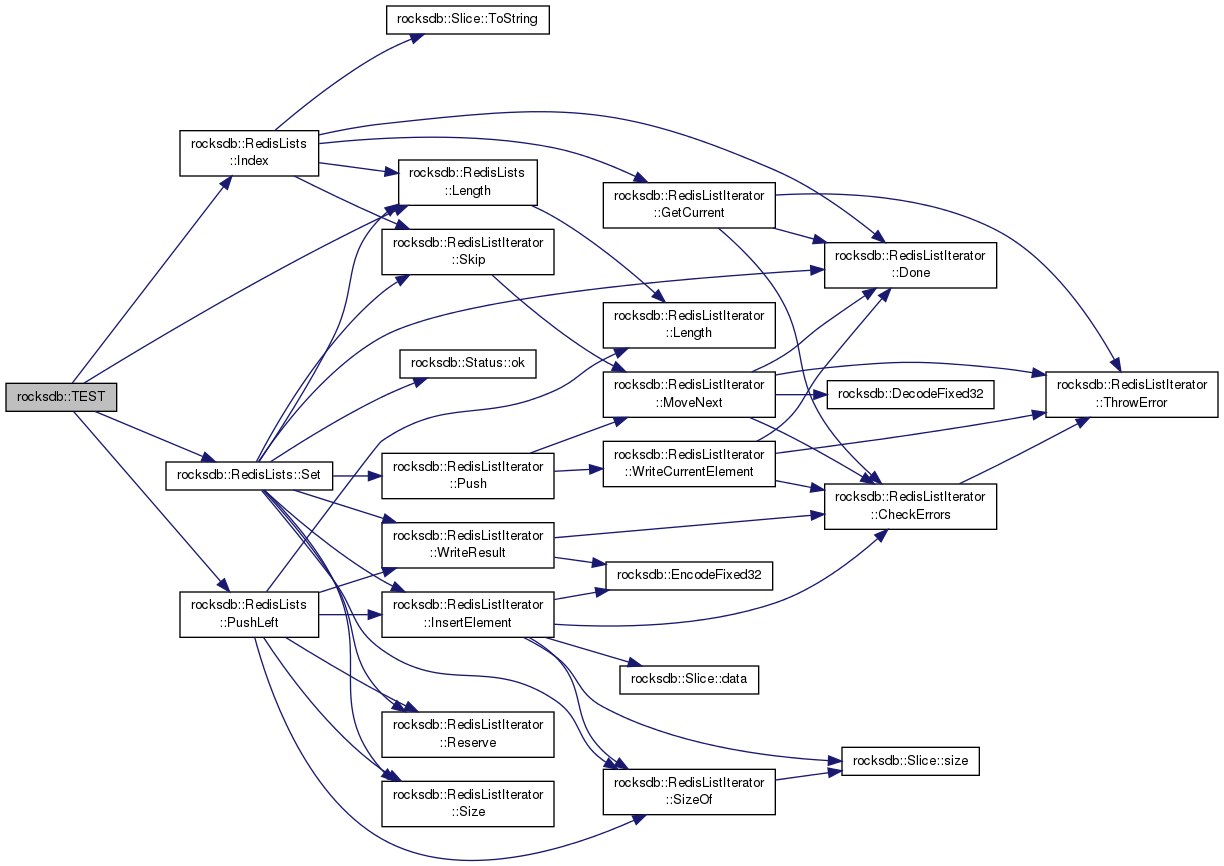 rocksdb::Slice::ToString
rocksdb::RedisLists
::Index
rocksdb::RedisLists
::Length
rocksdb::RedisListIterator
::GetCurrent
rocksdb::RedisListIterator
::Skip
rocksdb::RedisListIterator
::Done
rocksdb::RedisListIterator
::Length
rocksdb::Status::ok
rocksdb::TEST
rocksdb::RedisListIterator
::MoveNext
rocksdb::DecodeFixed32
rocksdb::RedisListIterator
::ThrowError
rocksdb::RedisLists::Set
rocksdb::RedisListIterator
::Push
rocksdb::RedisListIterator
::WriteCurrentElement
rocksdb::RedisListIterator
::CheckErrors
rocksdb::RedisListIterator
::WriteResult
rocksdb::EncodeFixed32
rocksdb::RedisLists
::PushLeft
rocksdb::RedisListIterator
::InsertElement
rocksdb::Slice::data
rocksdb::RedisListIterator
::Reserve
rocksdb::Slice::size
rocksdb::RedisListIterator
::SizeOf
rocksdb::RedisListIterator
::Size